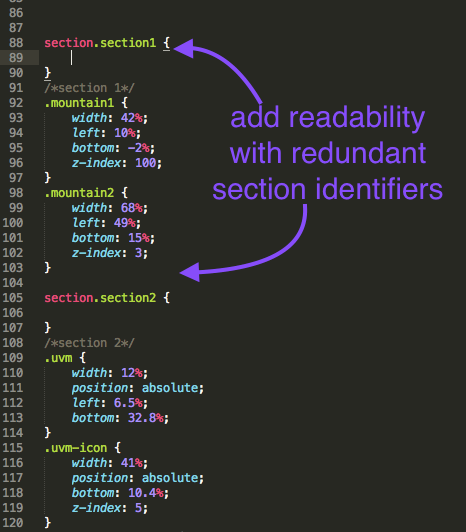 86
87
88 section.section1 {
89
90 }
91 /*section 1*/
92 .mountain1 {
93     width: 42%;
94     left: 10%;
95     bottom: -2%;
96     z-index: 100;
97 }
98 .mountain2 {
99     width: 68%;
100     left: 49%;
101     bottom: 15%;
102     z-index: 3;
103 }
104
105 section.section2 {
106
107 }
108 /*section 2*/
109 .uvm {
110     width: 12%;
111     position: absolute;
112     left: 6.5%;
113     bottom: 32.8%;
114 }
115 .uvm-icon {
116     width: 41%;
117     position: absolute;
118     bottom: 10.4%;
119     z-index: 5;
120 }
add readability
with redundant
section identifiers